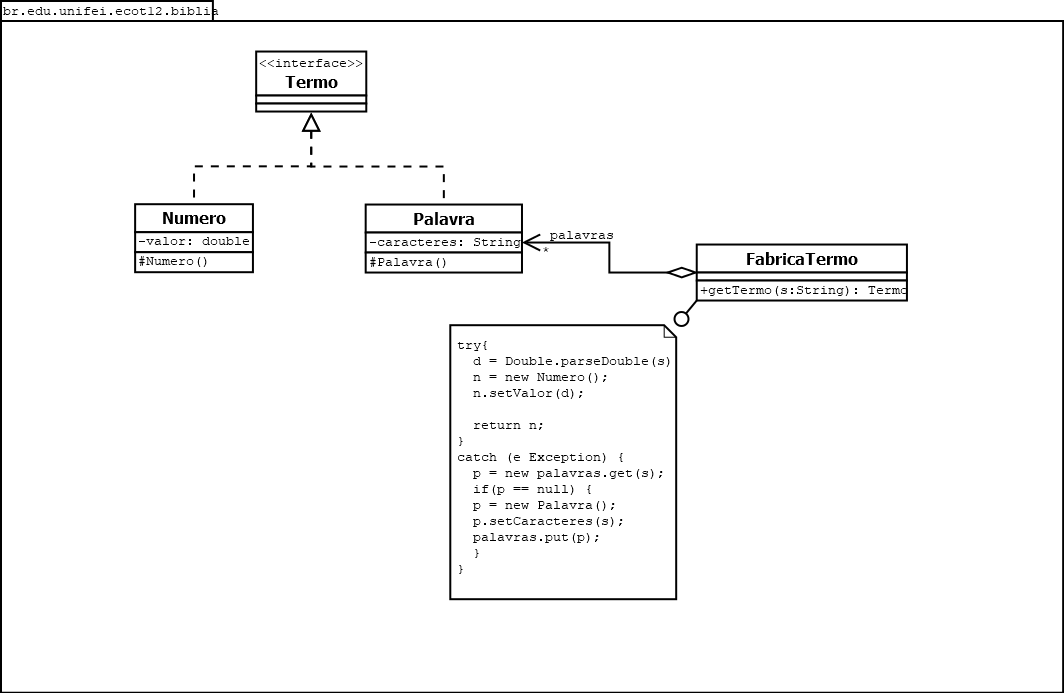 br.edu.unifei.ecot12.biblia
<<interface>>
Termo
Numero
-valor: double
#Numero()
Palavra
-caracteres: String
#Palavra()
palavras
*
FabricaTermo
+getTermo(s:String): Termo
try{
d = Double.parseDouble(s)
n = new Numero();
n.setValor(d);
return n;
}
catch (e Exception) {
p = new palavras.get(s);
if(p == null) {
p = new Palavra();
p.setCaracteres(s);
palavras.put(p);
}
}